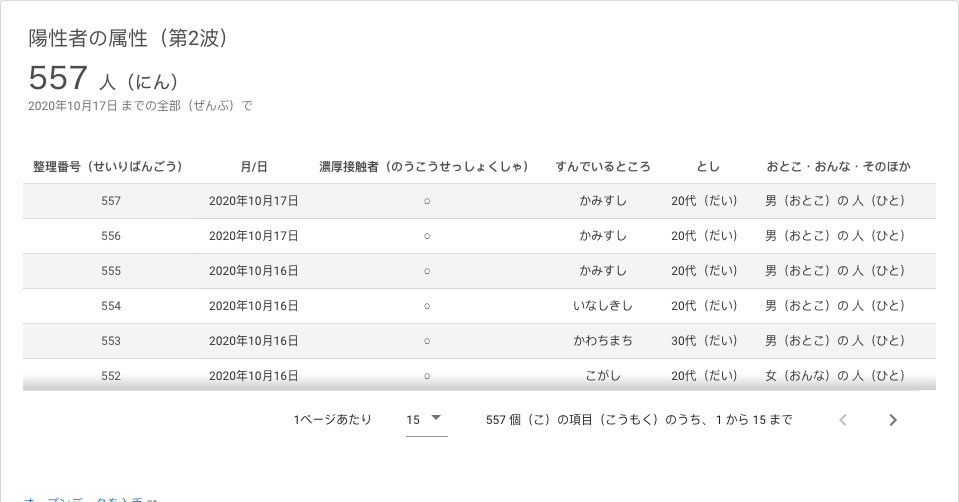 陽性者の属性（第2波）
557 人（にん）
2020年10月17日 までの全部（ぜんぶ）で
整理番号（せいりばんごう） 月/日 濃厚接触者（のうこうせっしょくしゃ） すんでいるところ とし おとこ・おんな・そのほか
557 2020年10月17日 ○ かみすし 20代（だい） 男（おとこ）の 人（ひと）
556 2020年10月17日 ○ かみすし 20代（だい） 男（おとこ）の 人（ひと）
555 2020年10月16日 ○ かみすし 20代（だい） 男（おとこ）の 人（ひと）
554 2020年10月16日 ○ いなしきし 20代（だい） 男（おとこ）の 人（ひと）
553 2020年10月16日 ○ かわちまち 30代（だい） 男（おとこ）の 人（ひと）
552 2020年10月16日 ○ こがし 20代（だい） 女（おんな）の 人（ひと）
1ページあたり 15 557 個（こ）の項目（こうもく）のうち、 1 から 15 まで
オープンデータを入手